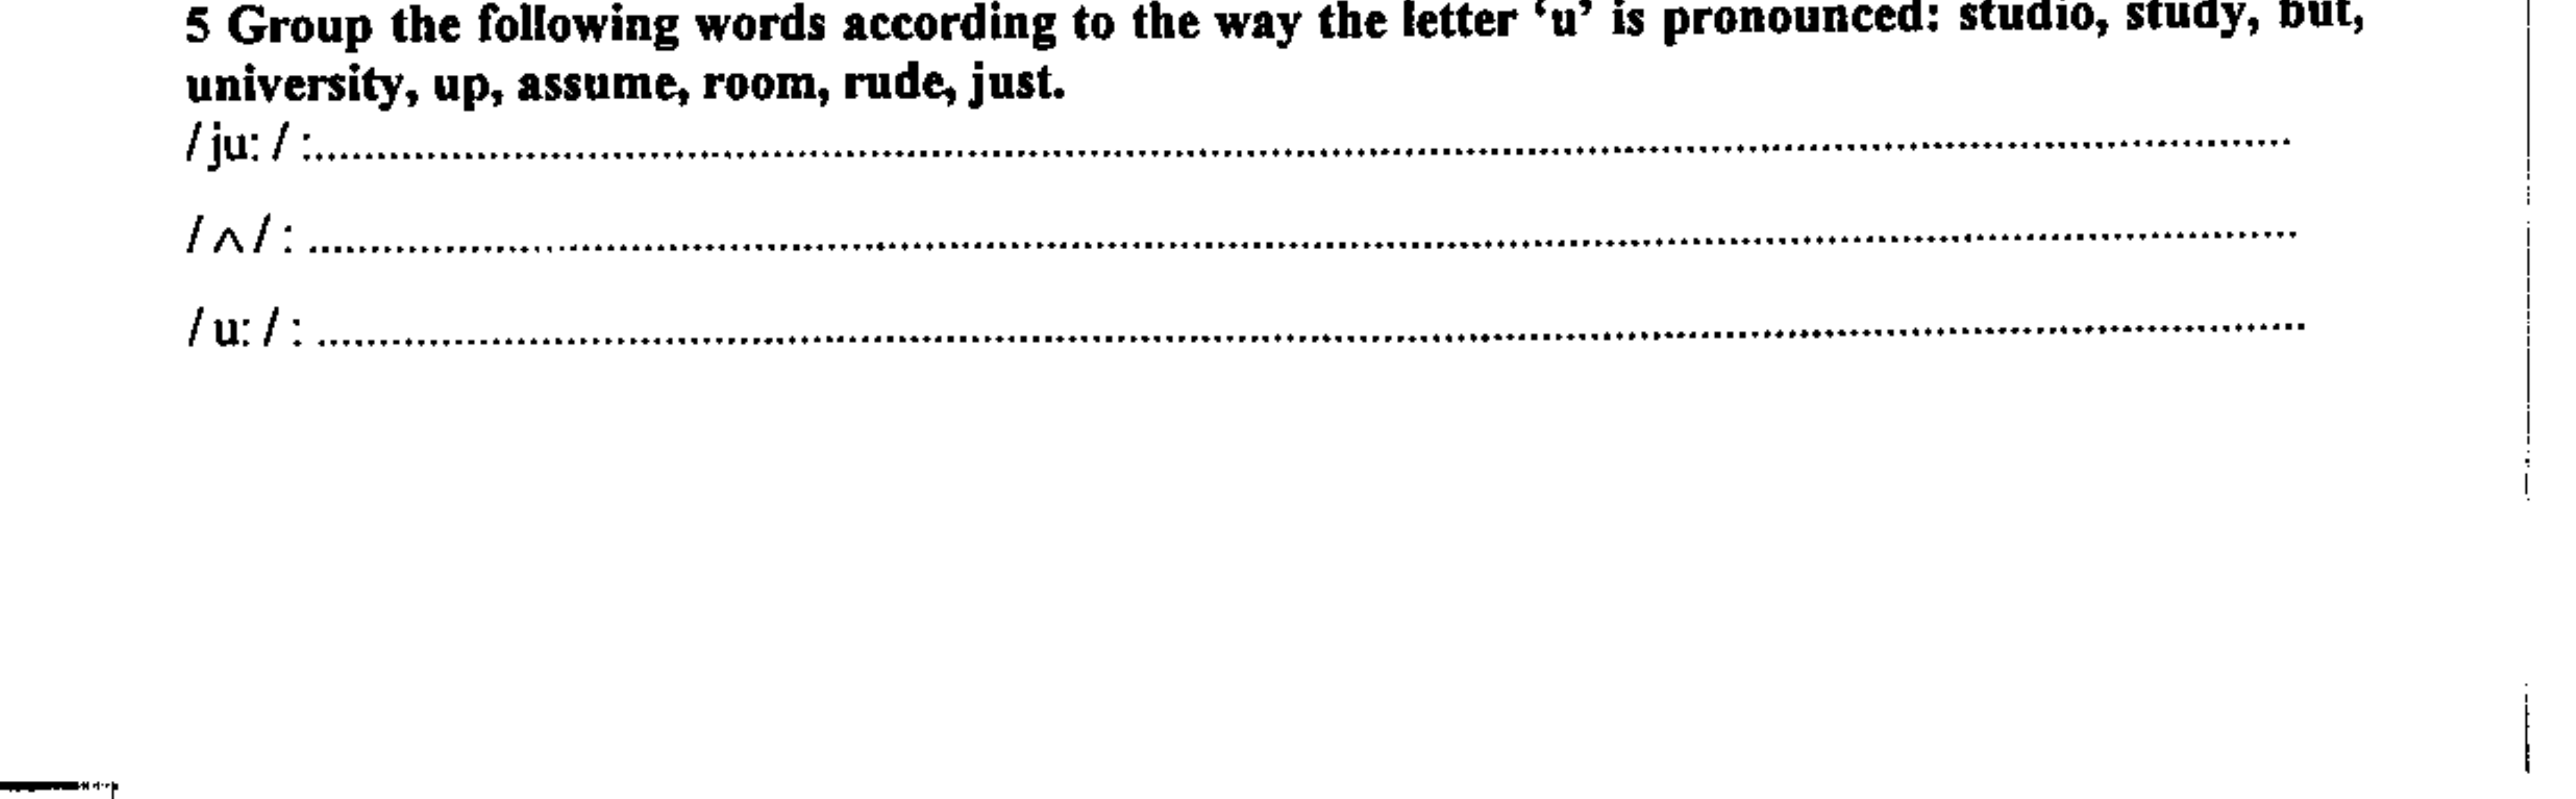 5 Group the following words according to the way the letter ‘u’ is pronounced: studio, study, but,
university, up, assume, room, rude, just.
/ ju: / :..........................................................................................
/ ʌ / : ..........................................................................................
/ u: / : ..........................................................................................